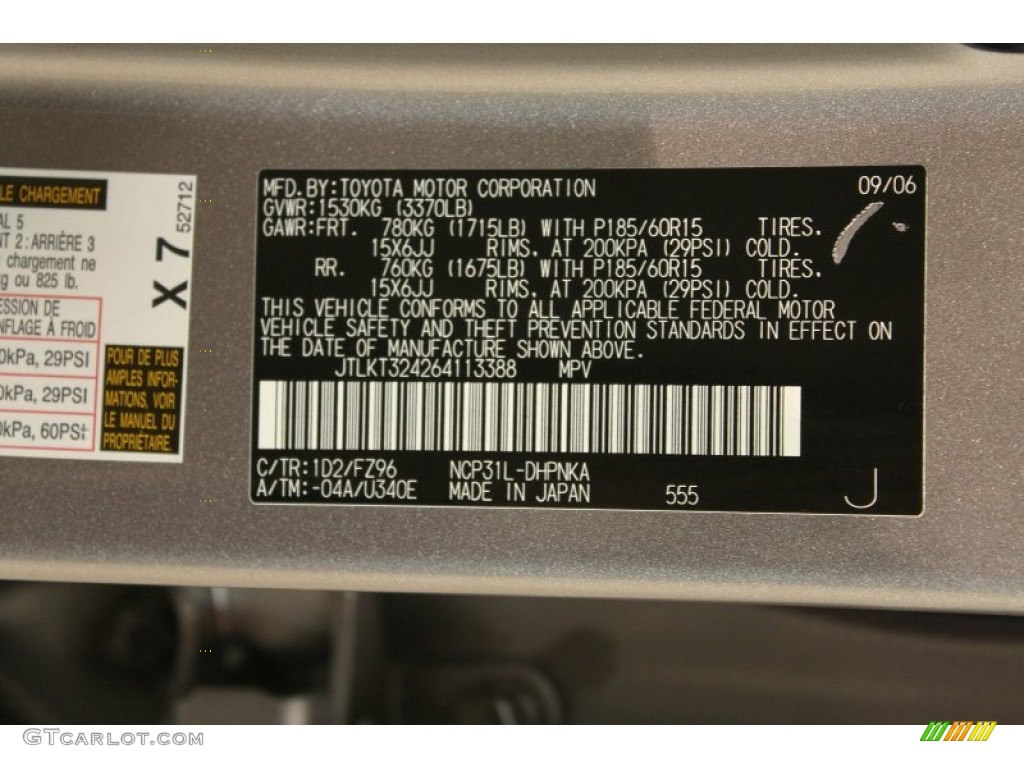 LE CHARGEMENT
AL 5
NT 2: ARRIÈRE 3
chargement ne
g ou 825 lb.
ESSION DE
NFLAGE À FROID
0kPa, 29PSI
0kPa, 29PSI
0kPa, 60PSI
POUR DE PLUS
AMPLES INFOR-
MATIONS, VOIR
LE MANUEL DU
PROPRIÉTAIRE.
X 7
52712
MFD. BY: TOYOTA MOTOR CORPORATION 09/06
GVWR: 1530KG (3370LB)
GAWR: FRT. 780KG (1715LB) WITH P185/60R15 TIRES.
15X6JJ RIMS. AT 200KPA (29PSI) COLD.
RR. 760KG (1675LB) WITH P185/60R15 TIRES.
15X6JJ RIMS. AT 200KPA (29PSI) COLD.
THIS VEHICLE CONFORMS TO ALL APPLICABLE FEDERAL MOTOR
VEHICLE SAFETY AND THEFT PREVENTION STANDARDS IN EFFECT ON
THE DATE OF MANUFACTURE SHOWN ABOVE.
JTLKT324264113388 MPV
C/TR: 1D2/FZ96 NCP31L-DHPNKA
A/TM: -04A/U340E MADE IN JAPAN 555 J
GTCarLot.com